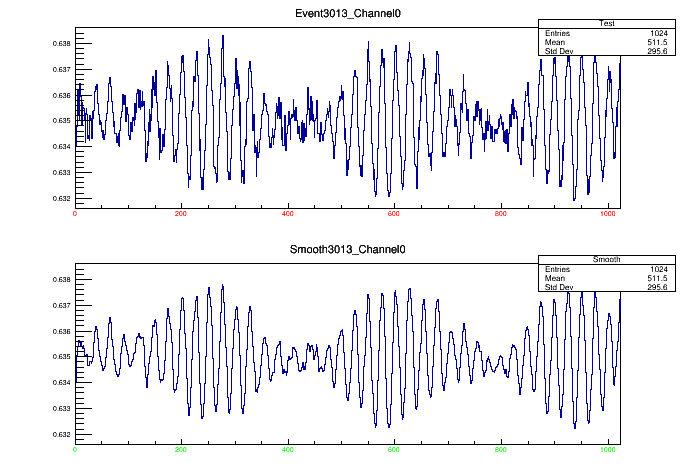 Event3013_Channel0
Test
Entries 1024
Mean 511.5
Std Dev 295.6
0.638
0.637
0.636
0.635
0.634
0.633
0.632
0 200 400 600 800 1000
Smooth3013_Channel0
Smooth
Entries 1024
Mean 511.5
Std Dev 295.6
0.638
0.637
0.636
0.635
0.634
0.633
0.632
0 200 400 600 800 1000